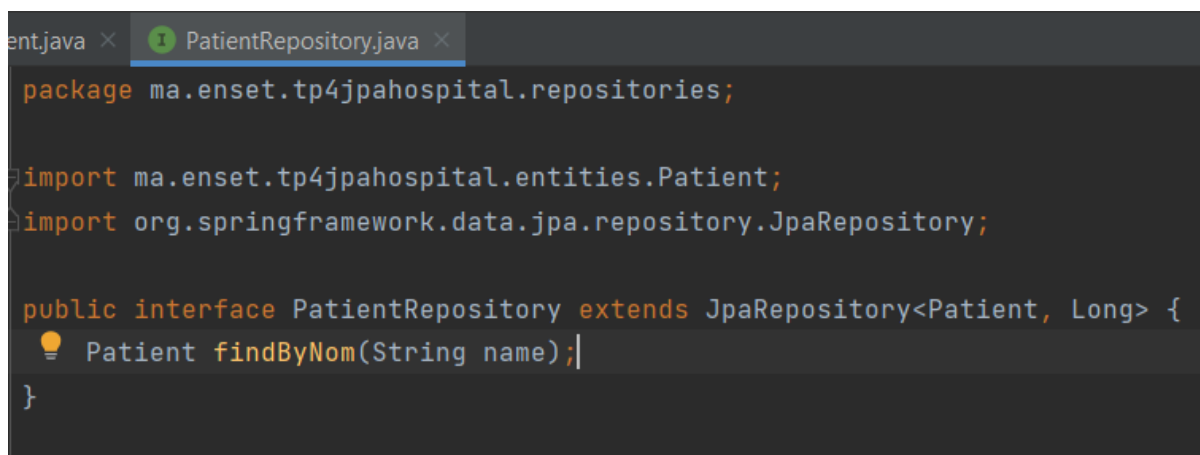 ent.java × I PatientRepository.java ×
package ma.enset.tp4jpahospital.repositories;
import ma.enset.tp4jpahospital.entities.Patient;
import org.springframework.data.jpa.repository.JpaRepository;
public interface PatientRepository extends JpaRepository<Patient, Long> {
Patient findByNom(String name);
}